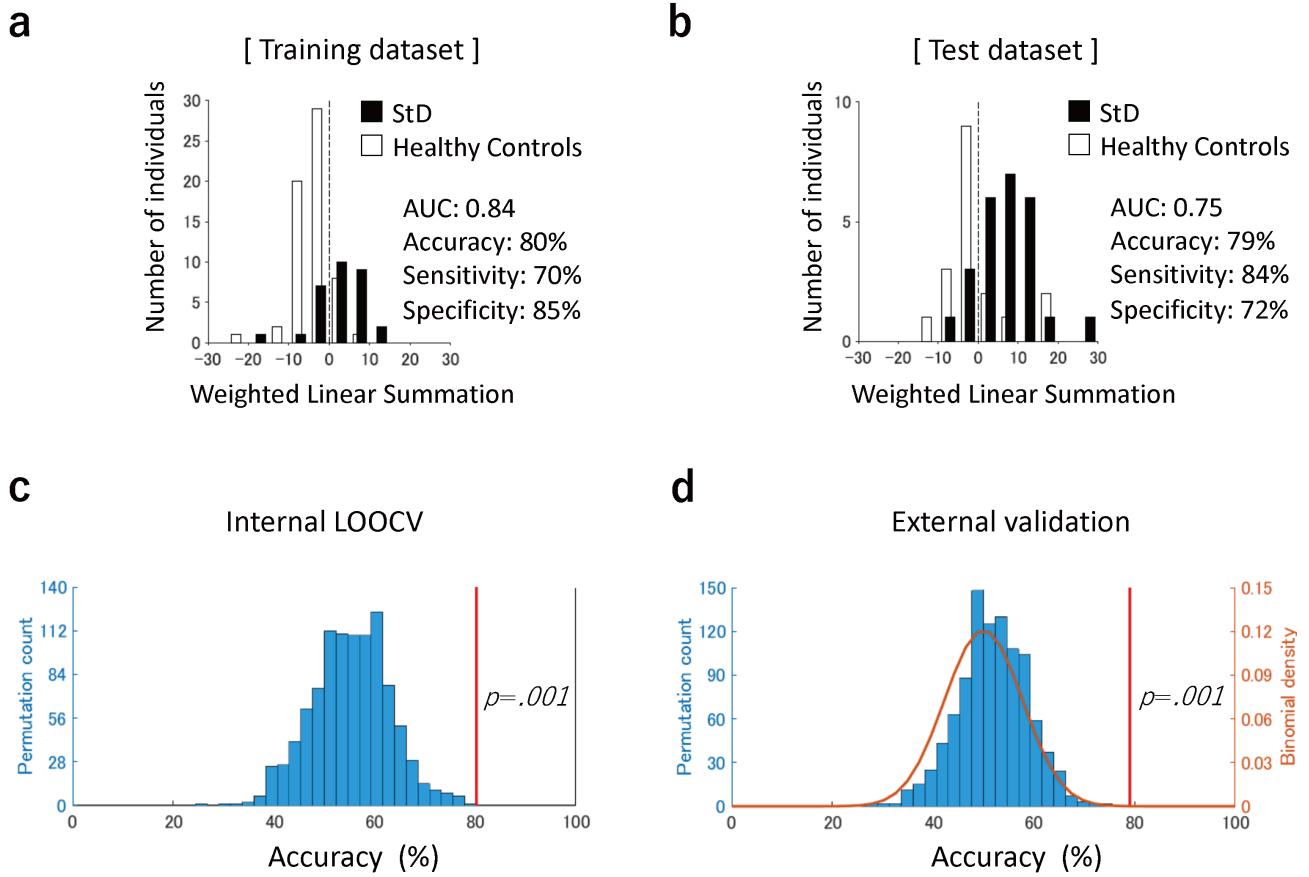 a
[ Training dataset ]
Number of individuals
30
25
20
15
10
5
0
−30 −20 −10 0 10 20 30
Weighted Linear Summation
StD
Healthy Controls
AUC: 0.84
Accuracy: 80%
Sensitivity: 70%
Specificity: 85%
b
[ Test dataset ]
Number of individuals
10
5
0
−30 −20 −10 0 10 20 30
Weighted Linear Summation
StD
Healthy Controls
AUC: 0.75
Accuracy: 79%
Sensitivity: 84%
Specificity: 72%
c
Internal LOOCV
Permutation count
140
112
84
56
28
0
0 20 40 60 80 100
Accuracy (%)
p=.001
d
External validation
Permutation count
150
120
90
60
30
0
0 20 40 60 80 100
Accuracy (%)
p=.001
0.15
0.12
0.09
0.06
0.03
0
Binomial density